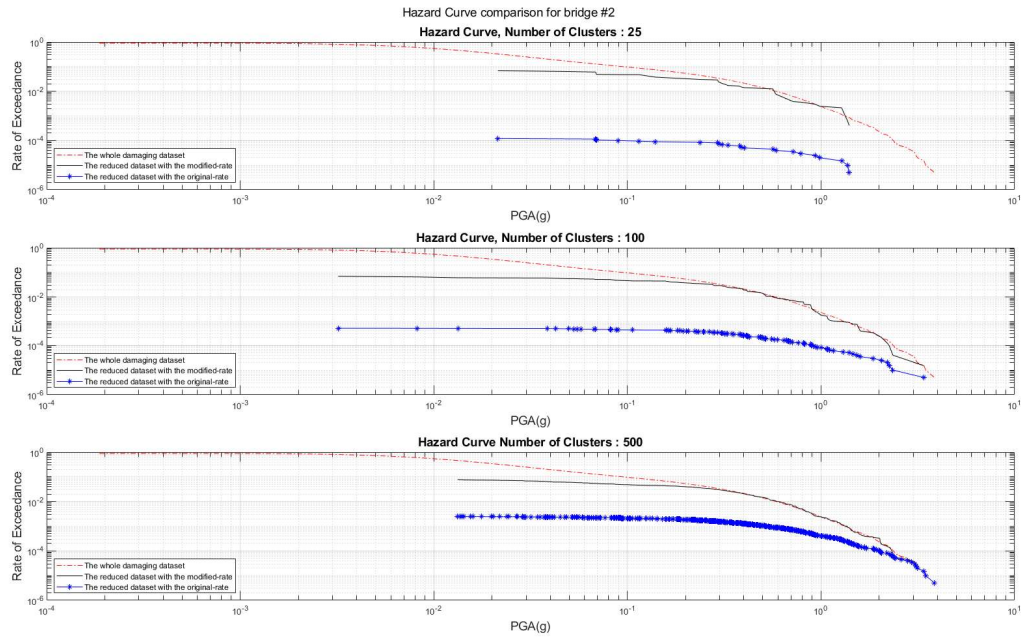 Hazard Curve comparison for bridge #2
Hazard Curve, Number of Clusters : 25
Rate of Exceedance
10^0
10^-2
10^-4
10^-6
The whole damaging dataset
The reduced dataset with the modified-rate
The reduced dataset with the original-rate
10^-4 10^-3 10^-2 10^-1 10^0 10^1
PGA(g)
Hazard Curve, Number of Clusters : 100
Rate of Exceedance
10^0
10^-2
10^-4
10^-6
The whole damaging dataset
The reduced dataset with the modified-rate
The reduced dataset with the original-rate
10^-4 10^-3 10^-2 10^-1 10^0 10^1
PGA(g)
Hazard Curve Number of Clusters : 500
Rate of Exceedance
10^0
10^-2
10^-4
10^-6
The whole damaging dataset
The reduced dataset with the modified-rate
The reduced dataset with the original-rate
10^-4 10^-3 10^-2 10^-1 10^0 10^1
PGA(g)